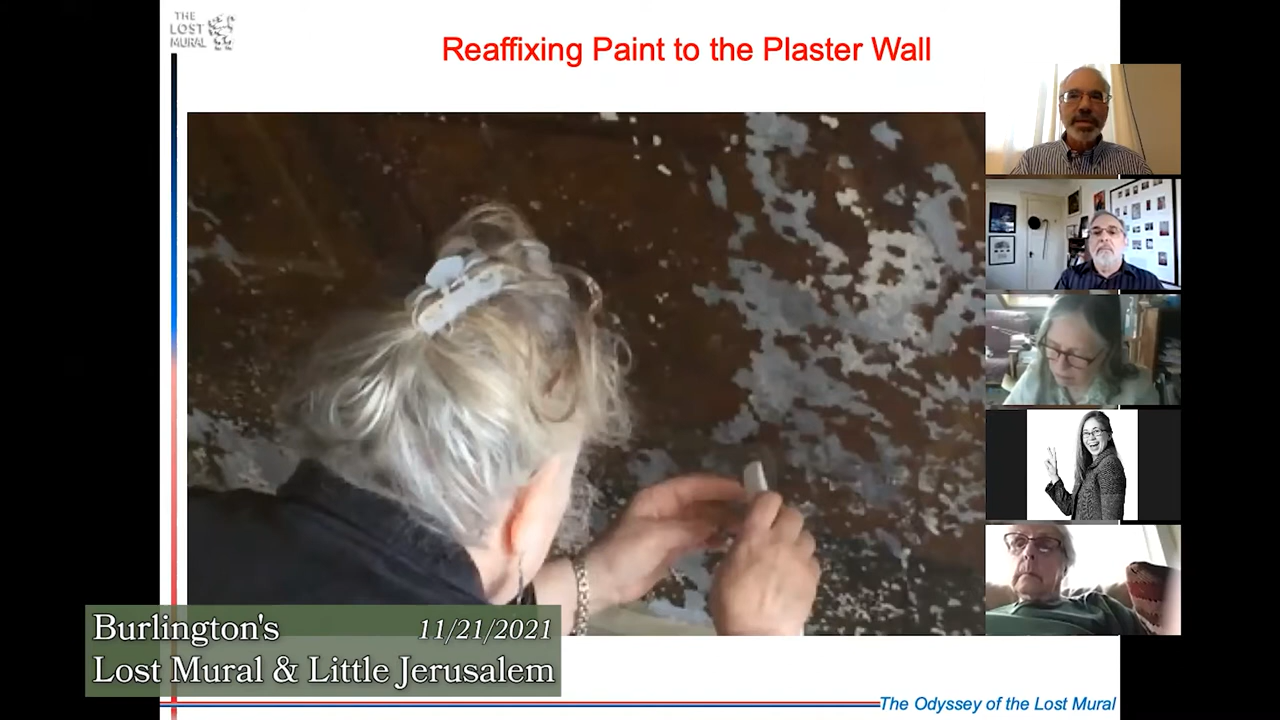 THE
LOST
MURAL
Reaffixing Paint to the Plaster Wall
Burlington's 11/21/2021
Lost Mural & Little Jerusalem
The Odyssey of the Lost Mural